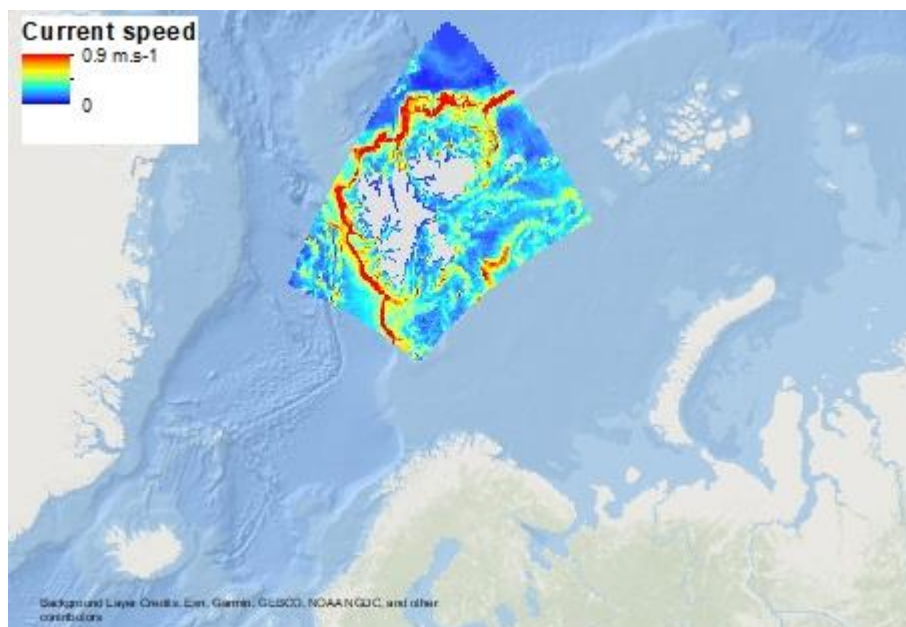 Current speed
0.9 m.s-1
0
Background Layer Credits: Esri, Garmin, GEBCO, NOAA NGDC, and other
contributors